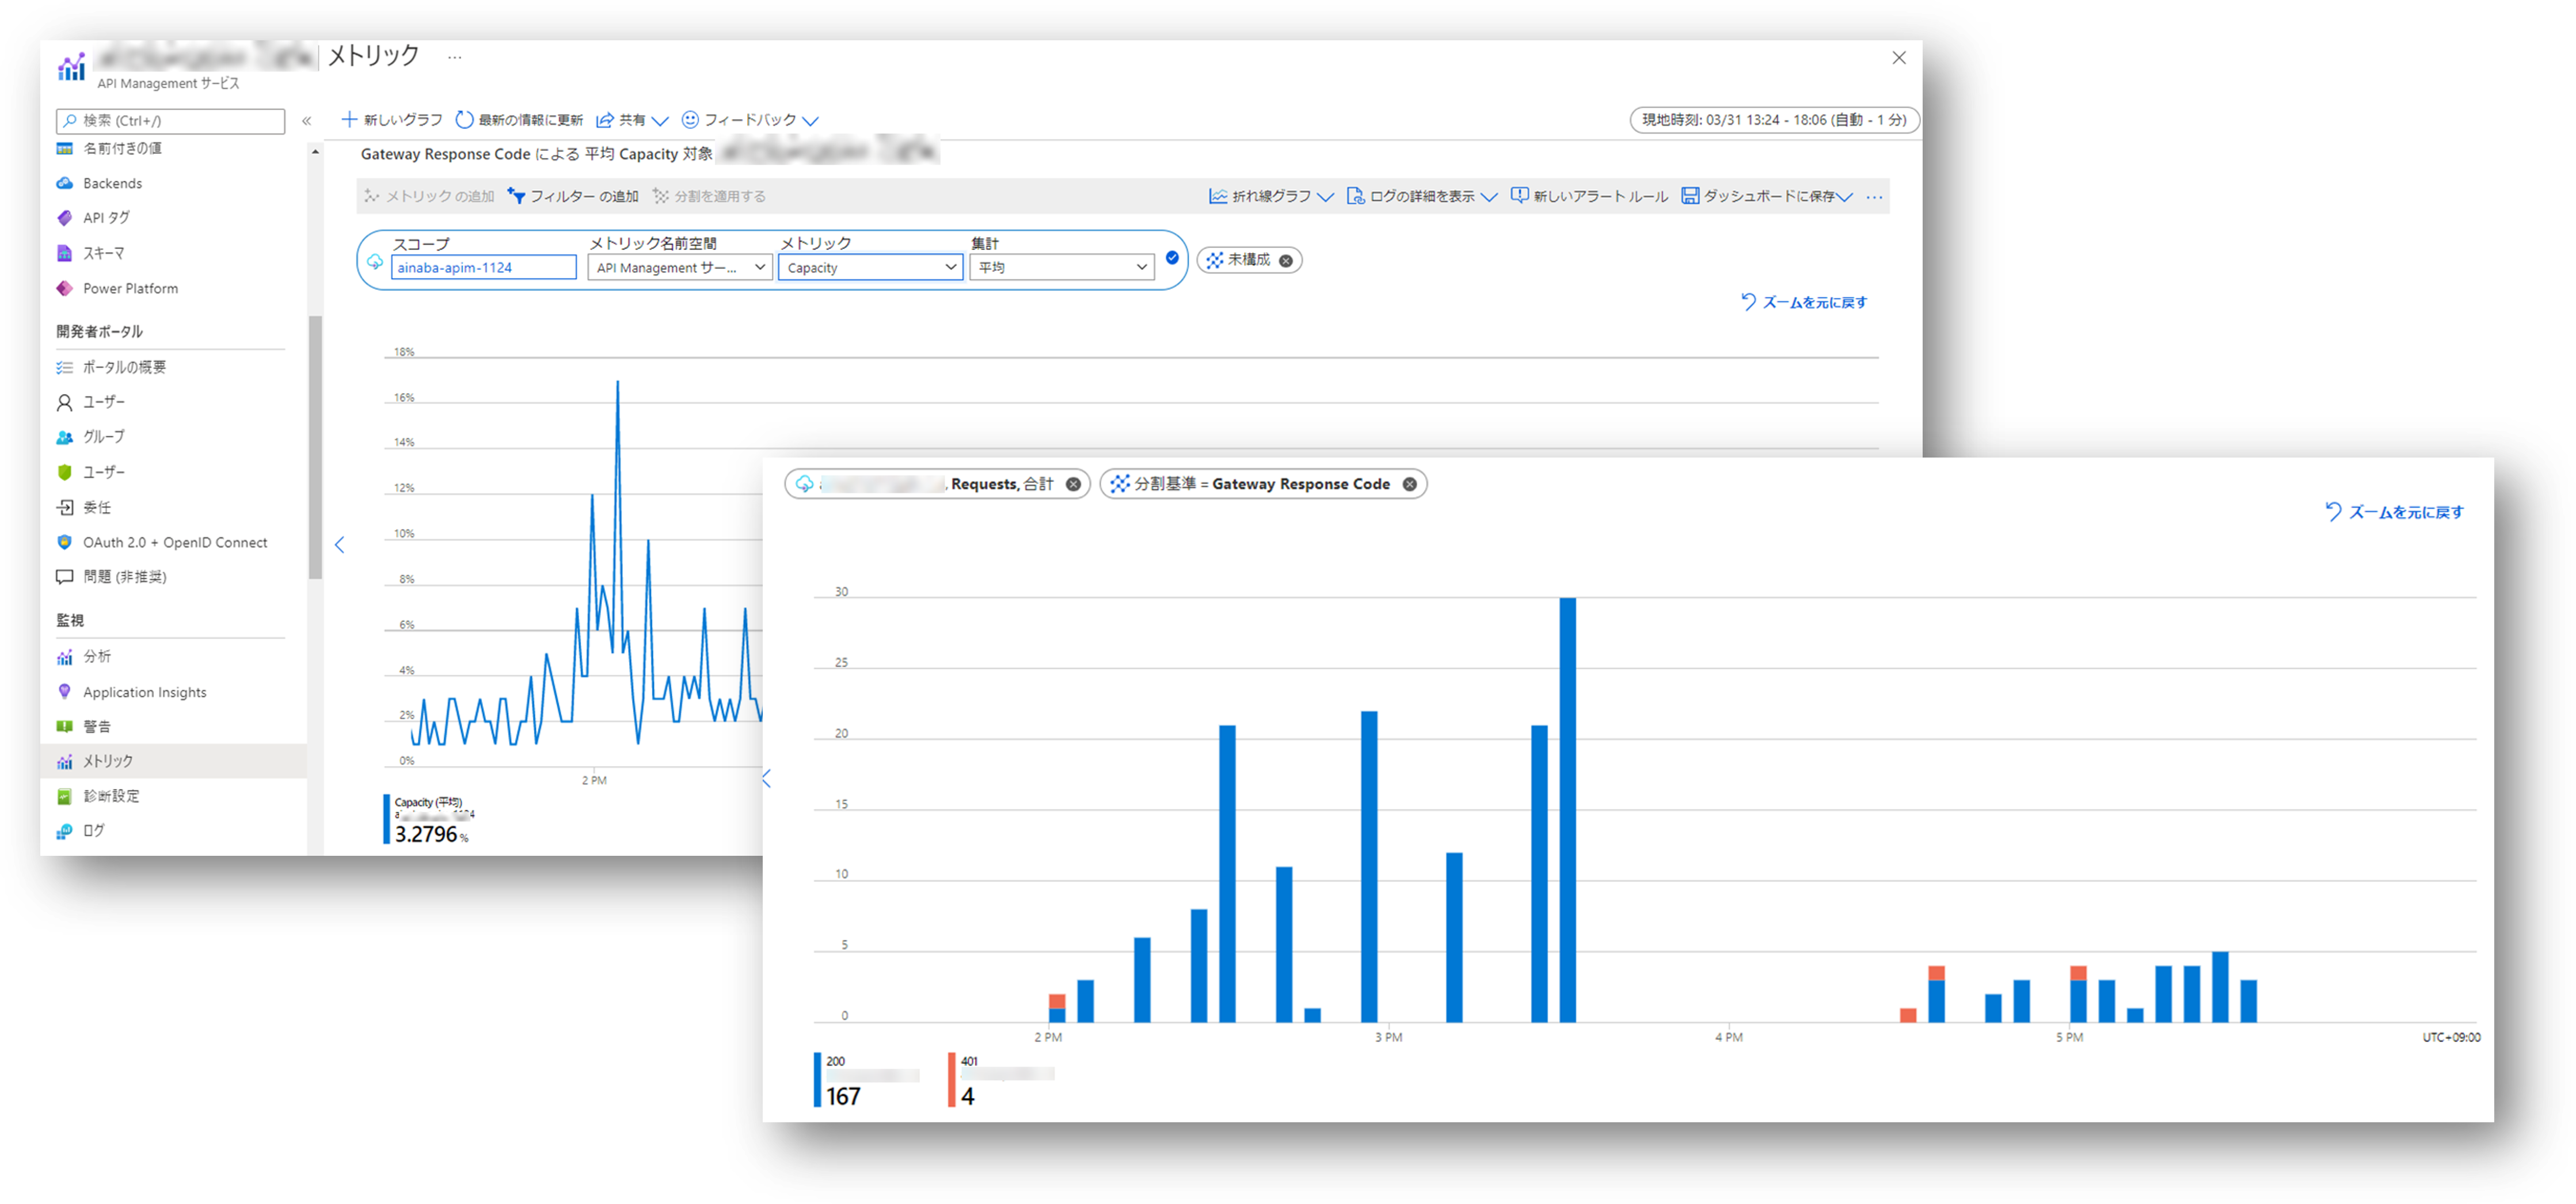 メトリック ...
API Management サービス
検索 (Ctrl+/)
«
新しいグラフ 最新の情報に更新 共有 フィードバック
現地時刻: 03/31 13:24 - 18:06 (自動 - 1 分)
名前付きの値
Backends
API タグ
スキーマ
Power Platform
開発者ポータル
ポータルの概要
ユーザー
グループ
ユーザー
委任
OAuth 2.0 + OpenID Connect
問題 (非推奨)
監視
分析
Application Insights
警告
メトリック
診断設定
ログ
Gateway Response Code による 平均 Capacity 対象
メトリック の追加 フィルター の追加 分割を適用する
折れ線グラフ ログの詳細を表示 新しいアラート ルール ダッシュボードに保存 ...
スコープ メトリック名前空間 メトリック 集計
ainaba-apim-1124 API Management サー... Capacity 平均
未構成
ズームを元に戻す
18%
16%
14%
12%
10%
8%
6%
4%
2%
0%
2 PM
Capacity (平均)
3.2796 %
, Requests, 合計
分割基準 = Gateway Response Code
ズームを元に戻す
30
25
20
15
10
5
0
2 PM 3 PM 4 PM 5 PM UTC+09:00
200
167
401
4